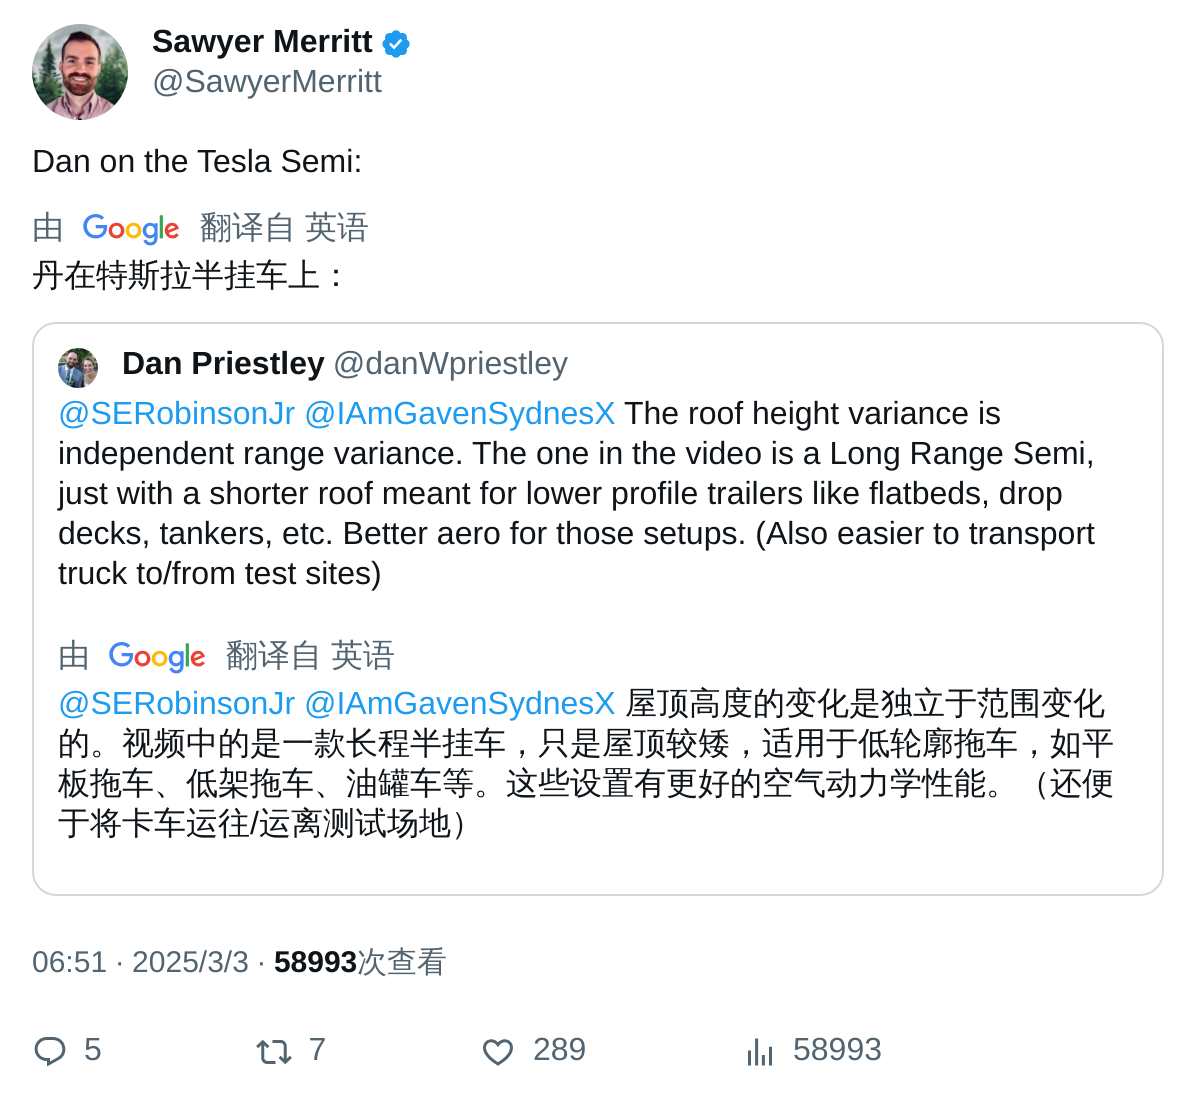 Sawyer Merritt
@SawyerMerritt
Dan on the Tesla Semi:
由 Google 翻译自 英语
丹在特斯拉半挂车上：
Dan Priestley @danWpriestley
@SERobinsonJr @IAmGavenSydnesX The roof height variance is
independent range variance. The one in the video is a Long Range Semi,
just with a shorter roof meant for lower profile trailers like flatbeds, drop
decks, tankers, etc. Better aero for those setups. (Also easier to transport
truck to/from test sites)
由 Google 翻译自 英语
@SERobinsonJr @IAmGavenSydnesX 屋顶高度的变化是独立于范围变化
的。视频中的是一款长程半挂车，只是屋顶较矮，适用于低轮廓拖车，如平
板拖车、低架拖车、油罐车等。这些设置有更好的空气动力学性能。（还便
于将卡车运往/运离测试场地）
06:51 · 2025/3/3 · 58993次查看
5 7 289 58993